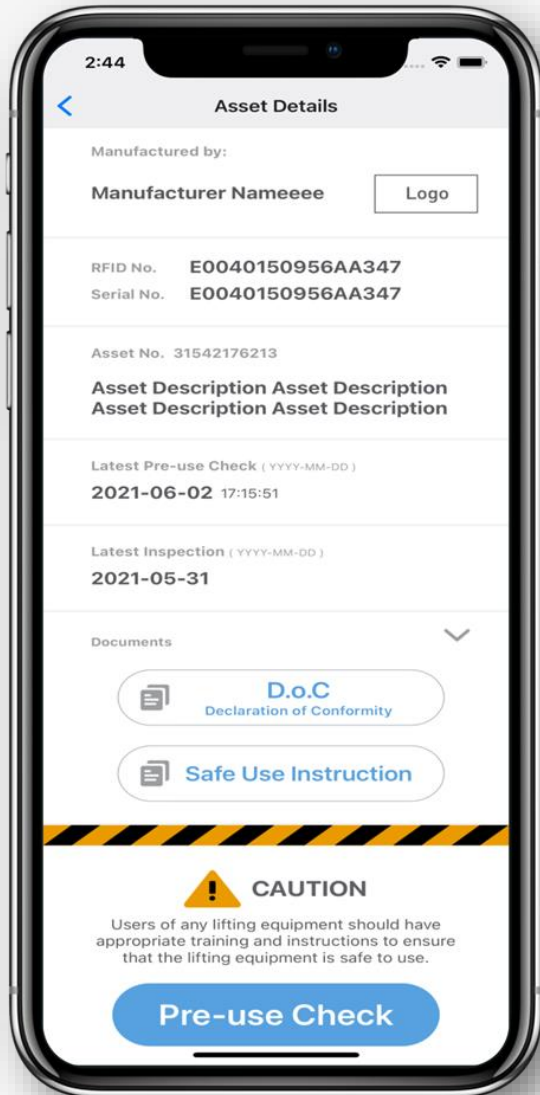 2:44
Asset Details
Manufactured by:
Manufacturer Nameeee
Logo
RFID No. E0040150956AA347
Serial No. E0040150956AA347
Asset No. 31542176213
Asset Description Asset Description
Asset Description Asset Description
Latest Pre-use Check ( YYYY-MM-DD )
2021-06-02 17:15:51
Latest Inspection ( YYYY-MM-DD )
2021-05-31
Documents
D.o.C
Declaration of Conformity
Safe Use Instruction
CAUTION
Users of any lifting equipment should have
appropriate training and instructions to ensure
that the lifting equipment is safe to use.
Pre-use Check